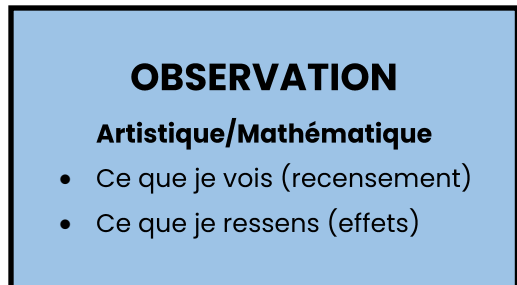 OBSERVATION
Artistique/Mathématique
• Ce que je vois (recensement)
• Ce que je ressens (effets)